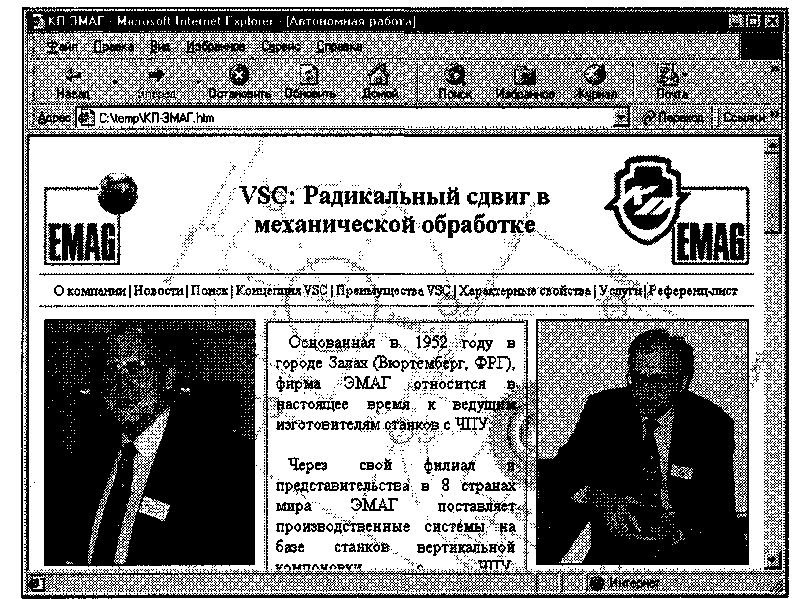 КП-ЭМАГ - Microsoft Internet Explorer - [Автономная работа]
Файл Правка Вид Избранное Сервис Справка
Назад Вперед Остановить Обновить Домой Поиск Избранное Журнал Почта
Адрес C:\temp\КП-ЭМАГ.htm Переход Ссылки
VSC: Радикальный сдвиг в
механической обработке
EMAG
EMAG
О компании | Новости | Поиск | Концепция VSC | Преимущества VSC | Характерные свойства | Услуги | Референц-лист
Основанная в 1952 году в
городе Залах (Вюртемберг, ФРГ),
фирма ЭМАГ относится в
настоящее время к ведущим
изготовителям станков с ЧПУ
Через свой филиал и
представительства в 8 странах
мира ЭМАГ поставляет
производственные системы на
базе станков вертикальной
компоновки с ЧПУ
Интернет